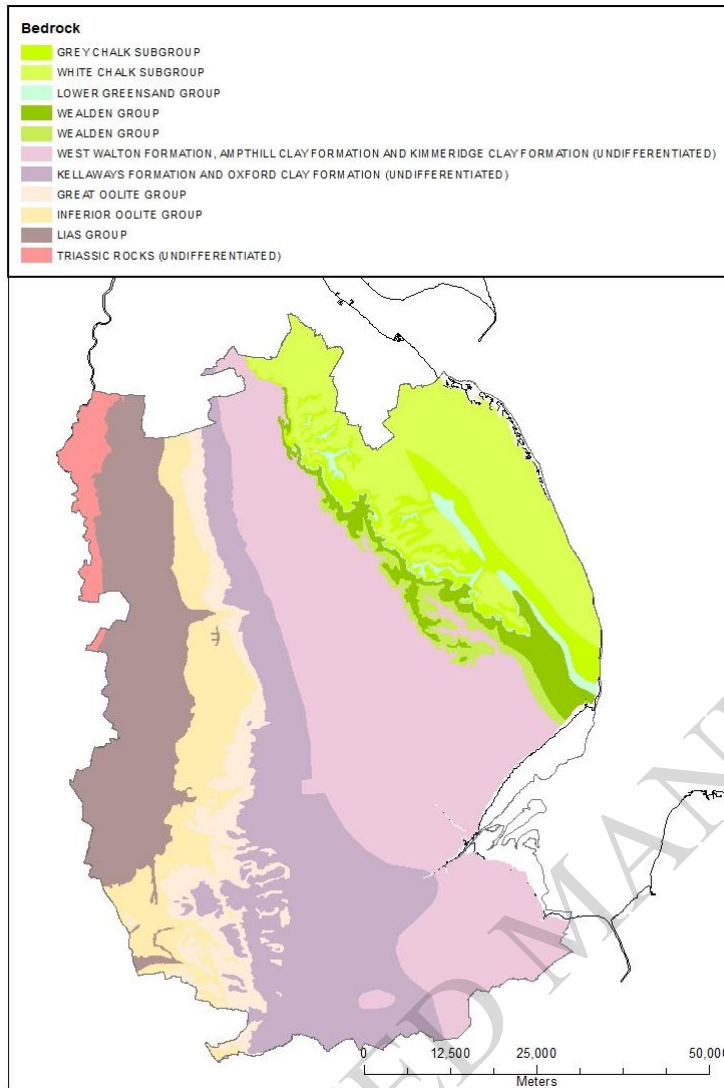 Bedrock
GREY CHALK SUBGROUP
WHITE CHALK SUBGROUP
LOWER GREENSAND GROUP
WEALDEN GROUP
WEALDEN GROUP
WEST WALTON FORMATION, AMPTHILL CLAY FORMATION AND KIMMERIDGE CLAY FORMATION (UNDIFFERENTIATED)
KELLAWAYS FORMATION AND OXFORD CLAY FORMATION (UNDIFFERENTIATED)
GREAT OOLITE GROUP
INFERIOR OOLITE GROUP
LIAS GROUP
TRIASSIC ROCKS (UNDIFFERENTIATED)
0 12,500 25,000 50,000
Meters